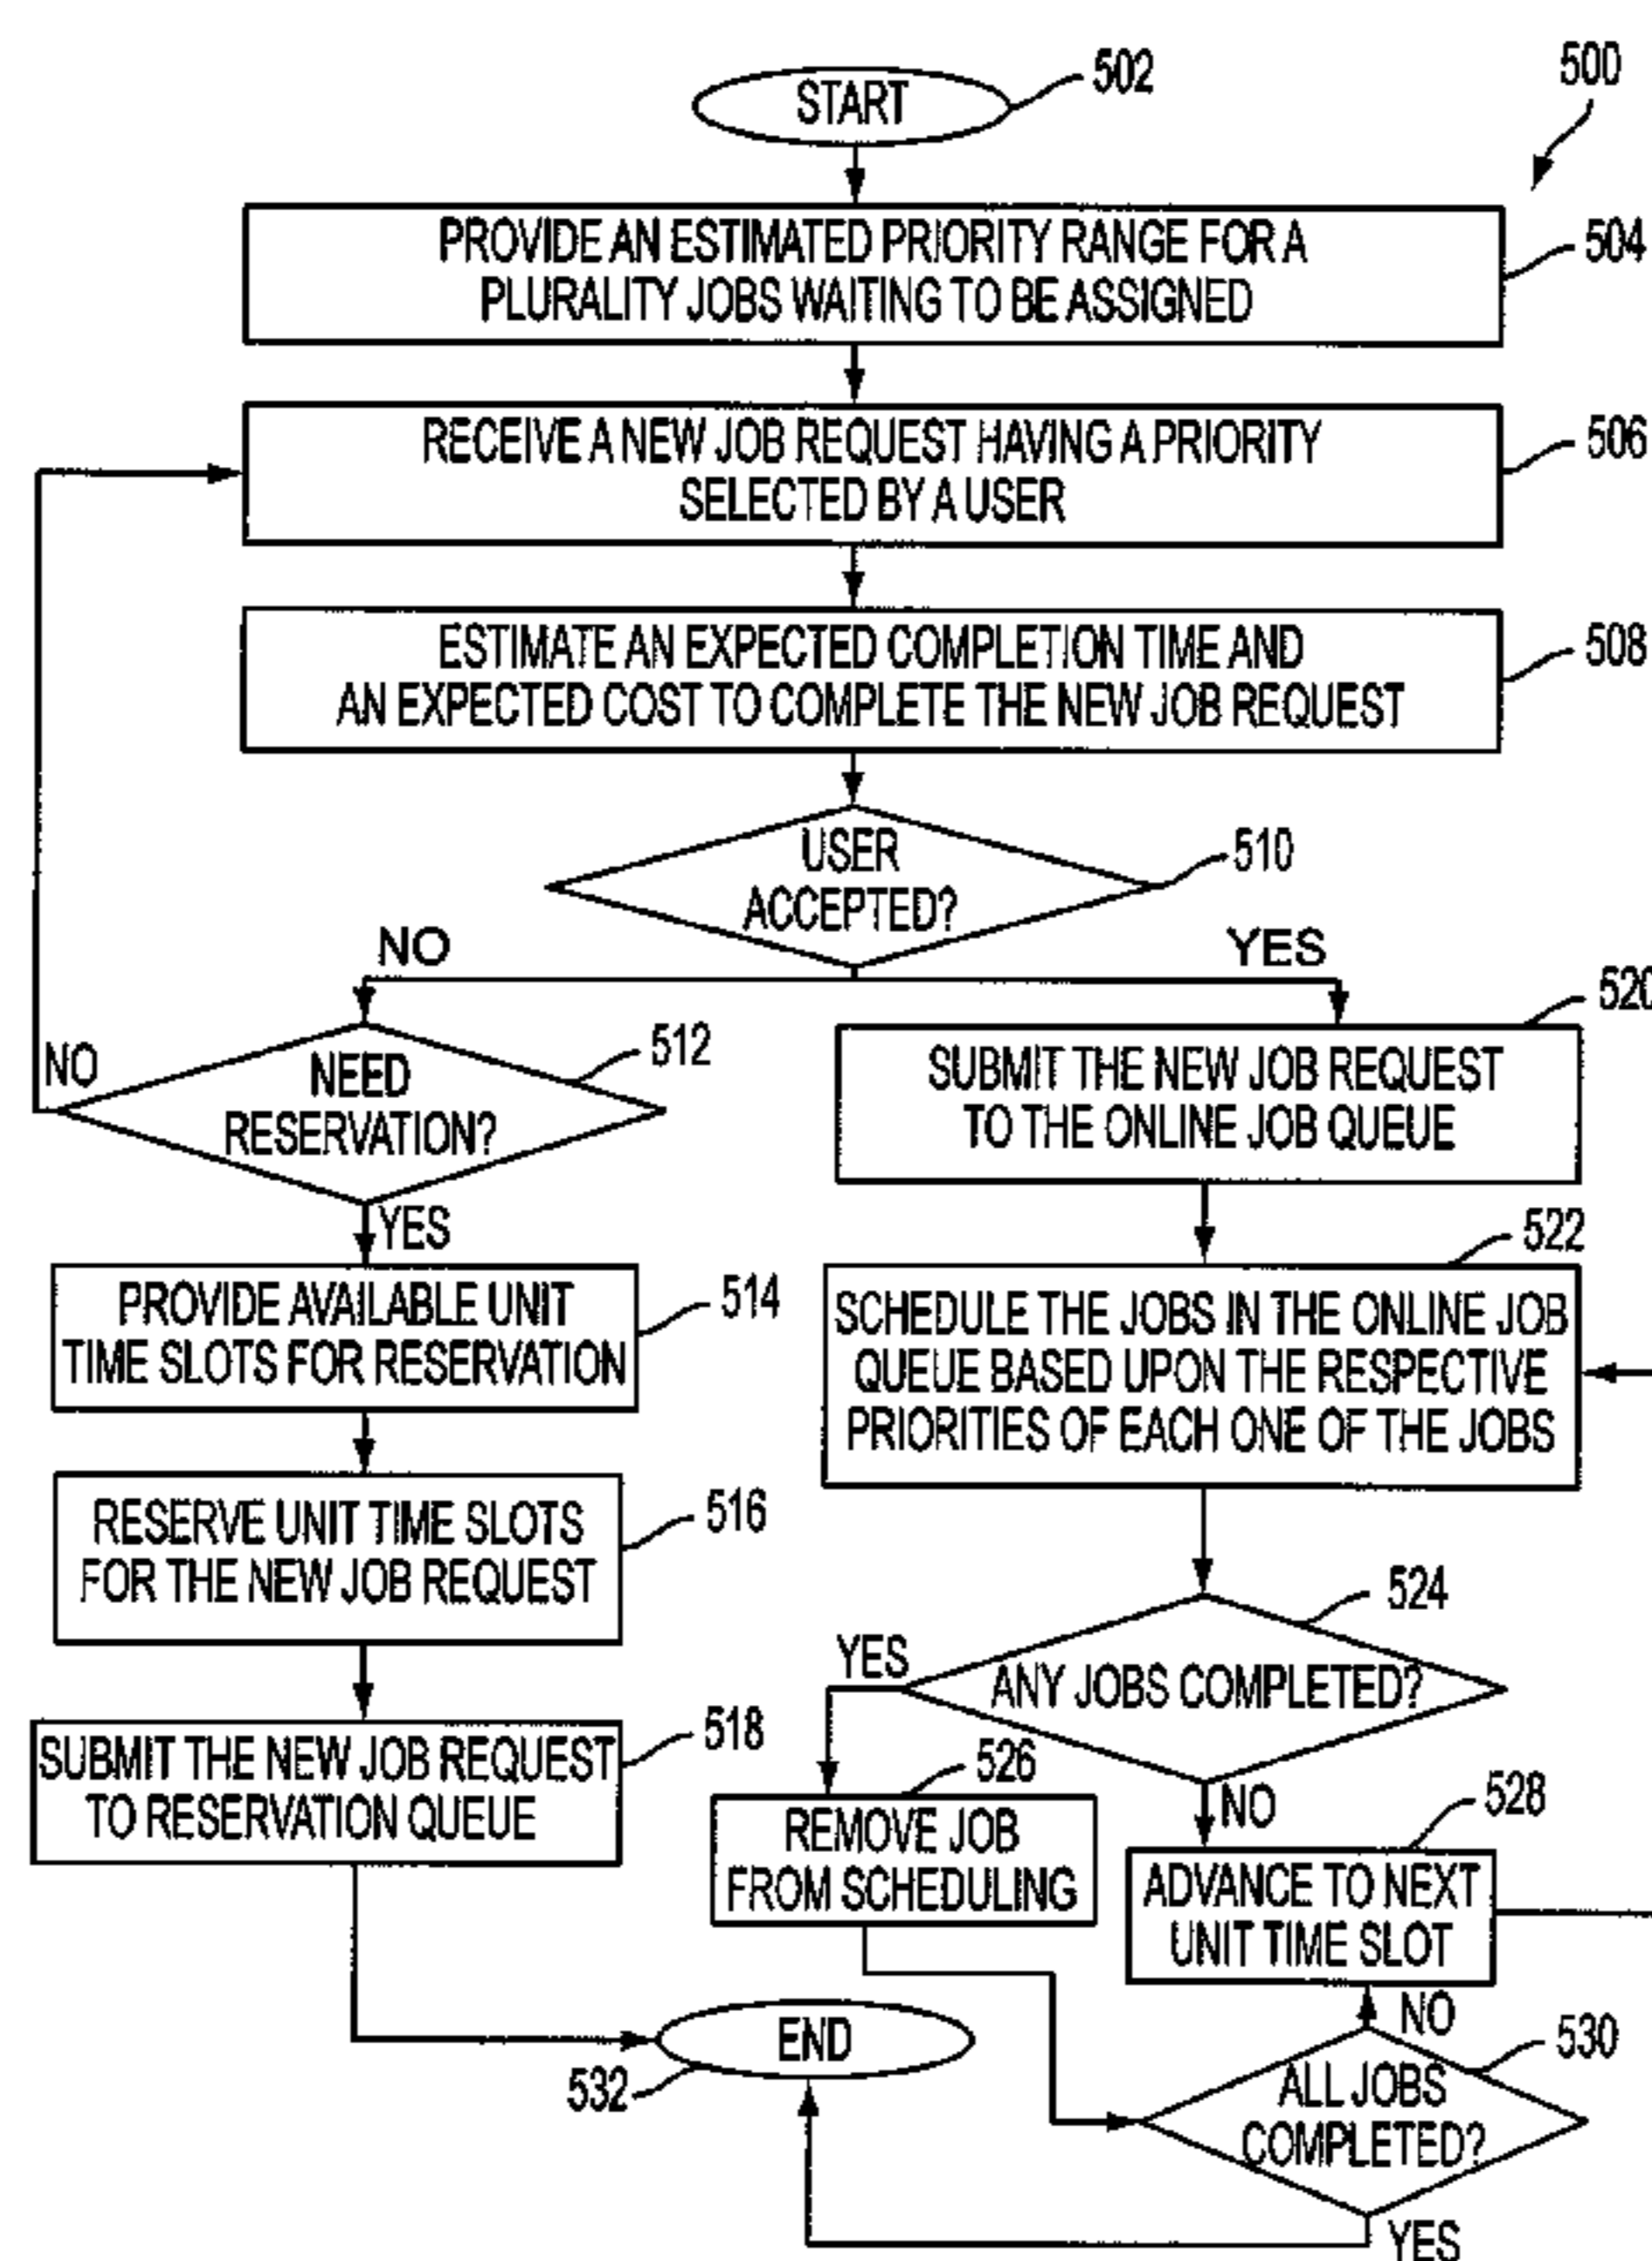 500
START
502
PROVIDE AN ESTIMATED PRIORITY RANGE FOR A
PLURALITY JOBS WAITING TO BE ASSIGNED
504
RECEIVE A NEW JOB REQUEST HAVING A PRIORITY
SELECTED BY A USER
506
ESTIMATE AN EXPECTED COMPLETION TIME AND
AN EXPECTED COST TO COMPLETE THE NEW JOB REQUEST
508
USER
ACCEPTED?
510
NO
YES
NEED
RESERVATION?
512
NO
YES
PROVIDE AVAILABLE UNIT
TIME SLOTS FOR RESERVATION
514
RESERVE UNIT TIME SLOTS
FOR THE NEW JOB REQUEST
516
SUBMIT THE NEW JOB REQUEST
TO RESERVATION QUEUE
518
SUBMIT THE NEW JOB REQUEST
TO THE ONLINE JOB QUEUE
520
SCHEDULE THE JOBS IN THE ONLINE JOB
QUEUE BASED UPON THE RESPECTIVE
PRIORITIES OF EACH ONE OF THE JOBS
522
ANY JOBS COMPLETED?
524
YES
NO
REMOVE JOB
FROM SCHEDULING
526
ADVANCE TO NEXT
UNIT TIME SLOT
528
NO
ALL JOBS
COMPLETED?
530
YES
END
532